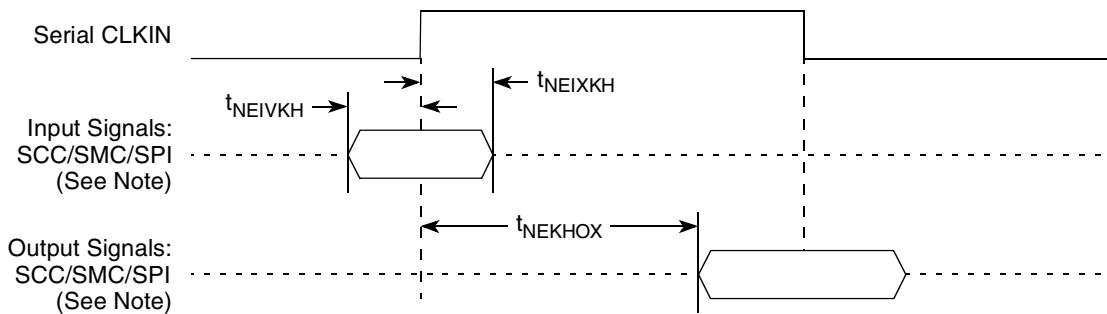 Serial CLKIN
tNEIXKH
tNEIVKH
Input Signals:
SCC/SMC/SPI
(See Note)
tNEKHOX
Output Signals:
SCC/SMC/SPI
(See Note)